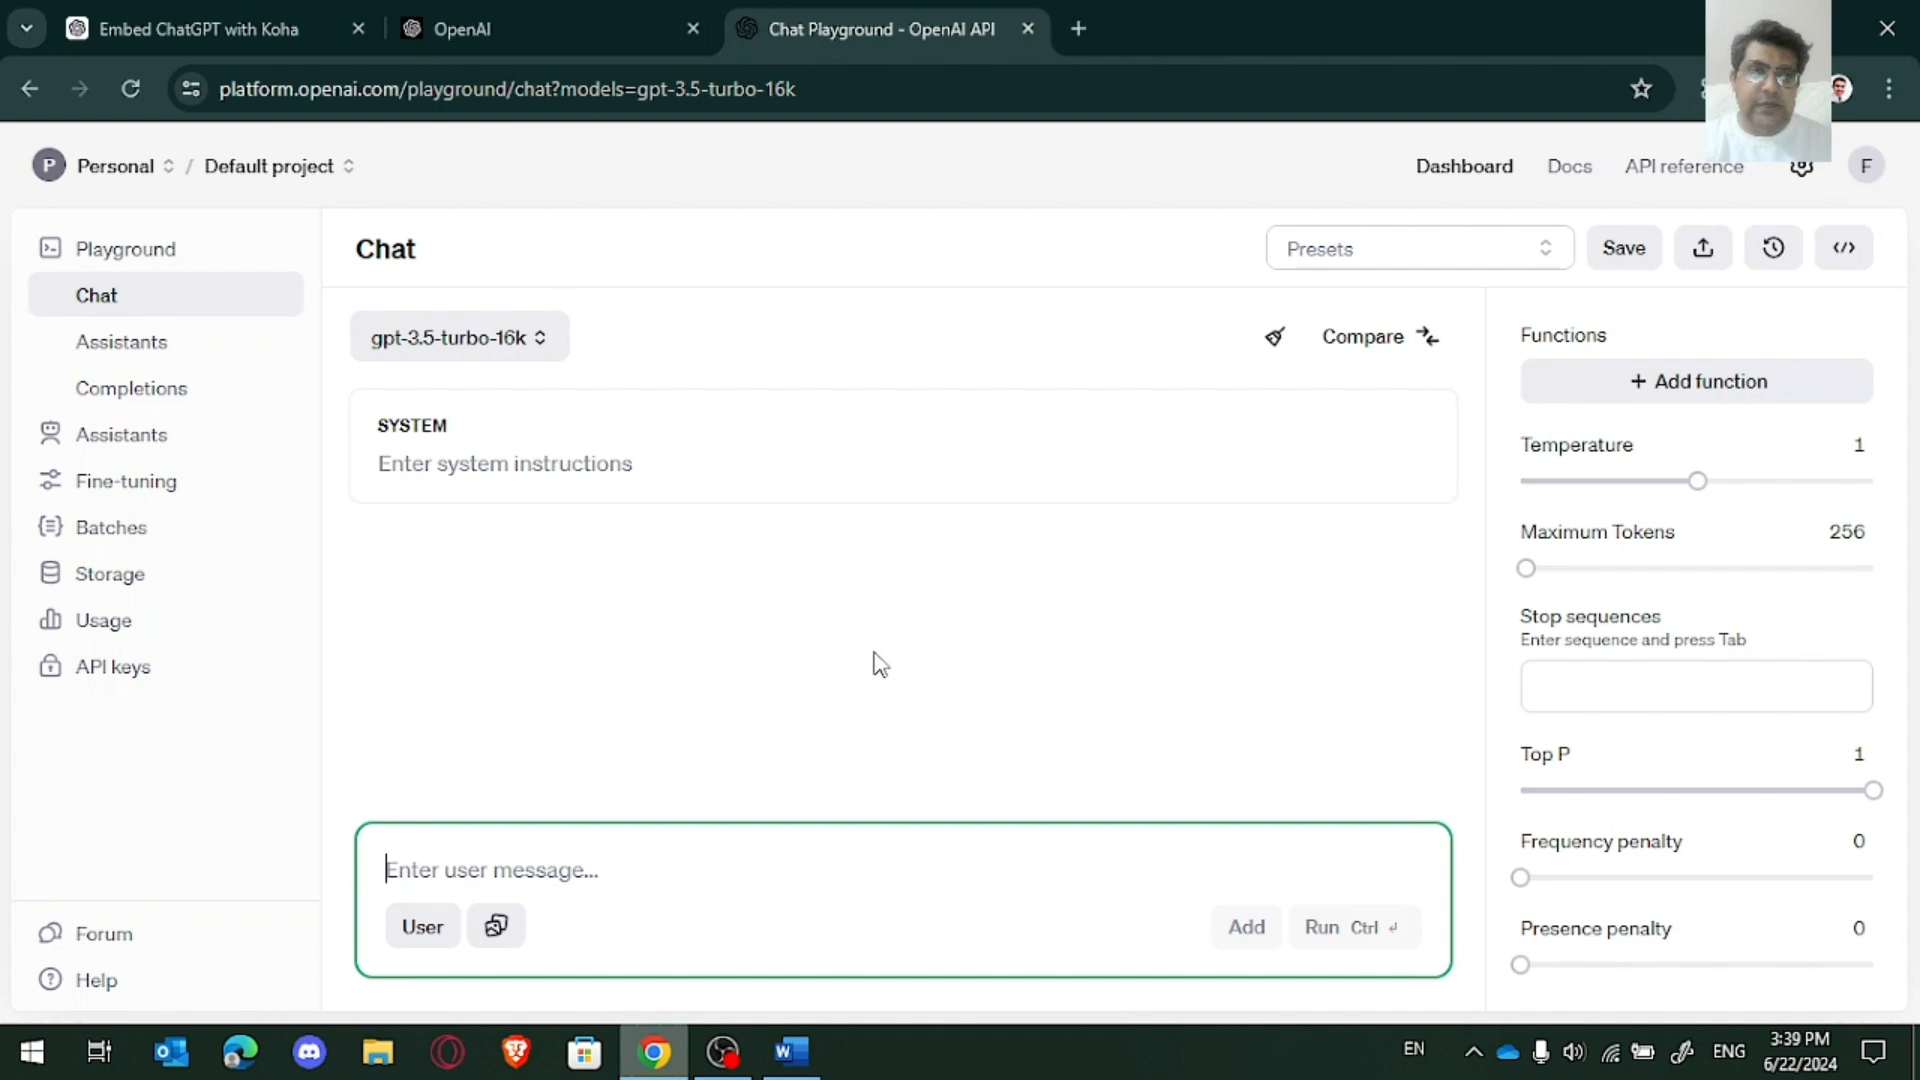 Embed ChatGPT with Koha
OpenAI
Chat Playground - OpenAI API
platform.openai.com/playground/chat?models=gpt-3.5-turbo-16k
P Personal / Default project
Dashboard Docs API reference F
Playground
Chat
Assistants
Completions
Assistants
Fine-tuning
Batches
Storage
Usage
API keys
Forum
Help
Chat
Presets
Save
gpt-3.5-turbo-16k
Compare
SYSTEM
Enter system instructions
Enter user message...
User
Add
Run Ctrl ↵
Functions
+ Add function
Temperature 1
Maximum Tokens 256
Stop sequences
Enter sequence and press Tab
Top P 1
Frequency penalty 0
Presence penalty 0
EN
ENG
3:39 PM
6/22/2024